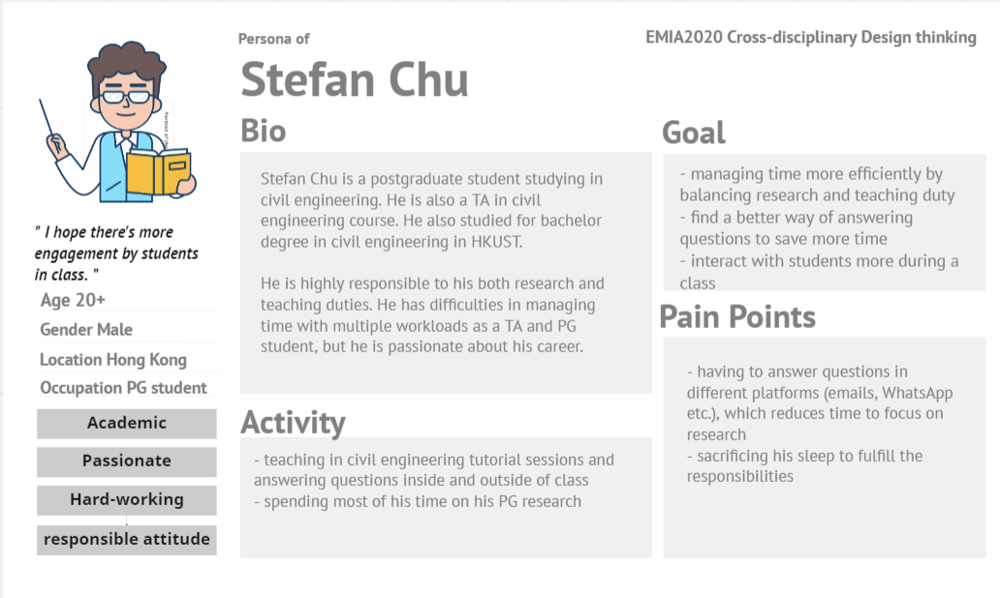 Persona of
EMIA2020 Cross-disciplinary Design thinking
Stefan Chu
Bio
Stefan Chu is a postgraduate student studying in
civil engineering. He is also a TA in civil
engineering course. He also studied for bachelor
degree in civil engineering in HKUST.
He is highly responsible to his both research and
teaching duties. He has difficulties in managing
time with multiple workloads as a TA and PG
student, but he is passionate about his career.
Activity
- teaching in civil engineering tutorial sessions and
answering questions inside and outside of class
- spending most of his time on his PG research
Goal
- managing time more efficiently by
balancing research and teaching duty
- find a better way of answering
questions to save more time
- interact with students more during a
class
Pain Points
- having to answer questions in
different platforms (emails, WhatsApp
etc.), which reduces time to focus on
research
- sacrificing his sleep to fulfill the
responsibilities
" I hope there's more
engagement by students
in class. "
Age 20+
Gender Male
Location Hong Kong
Occupation PG student
Academic
Passionate
Hard-working
responsible attitude